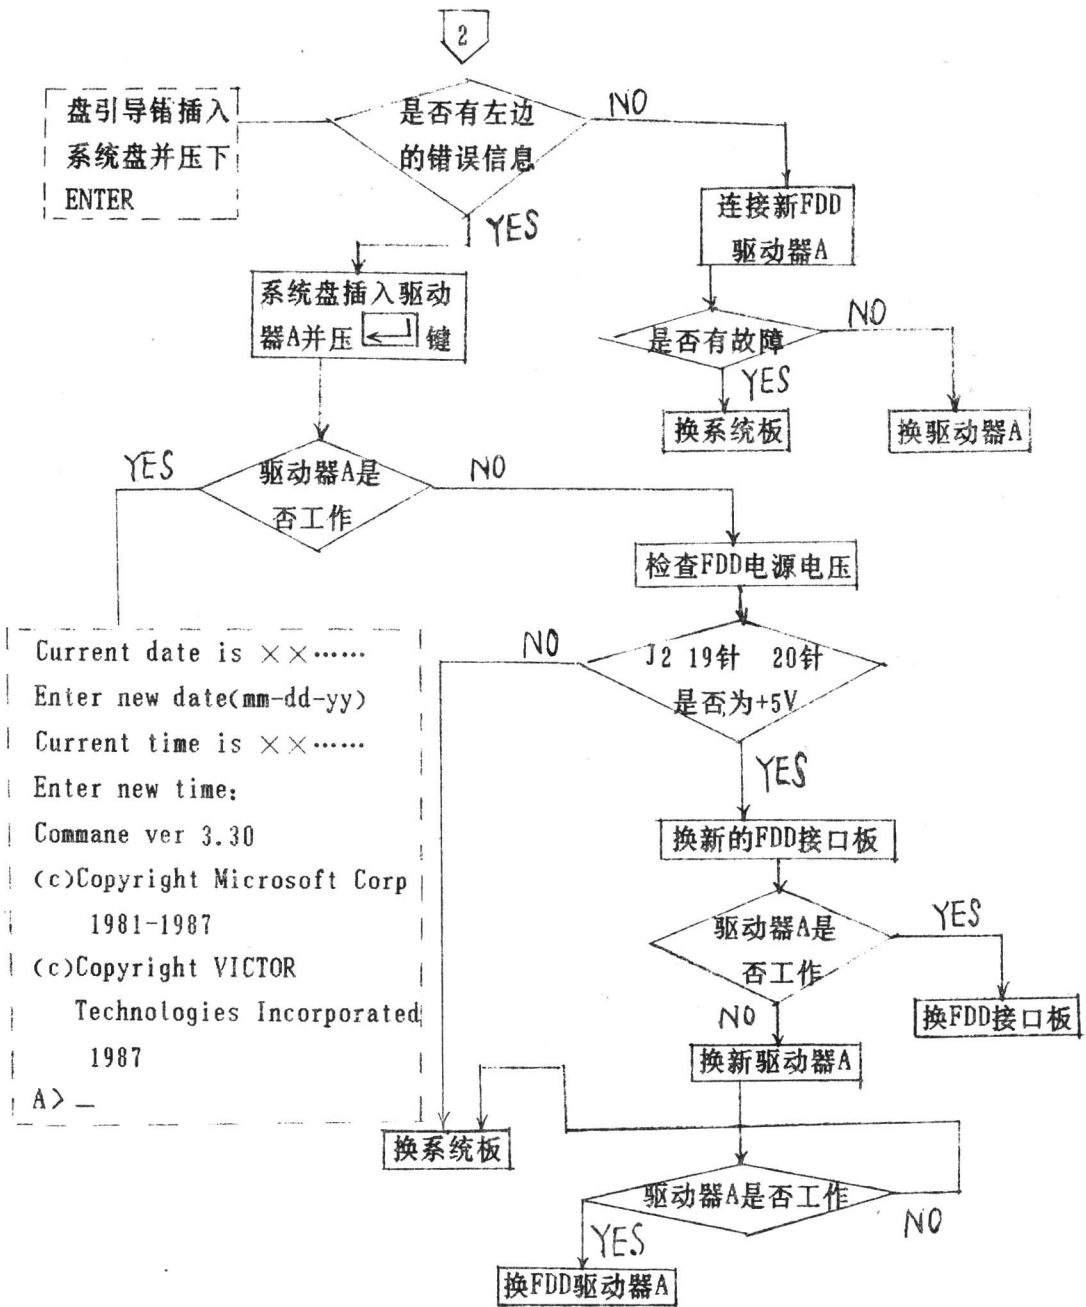 2
盘引导错插入
系统盘并压下
ENTER
是否有左边
的错误信息
NO
YES
连接新FDD
驱动器A
系统盘插入驱动
器A并压 键
是否有故障
NO
YES
换系统板
换驱动器A
驱动器A是
否工作
YES
NO
检查FDD电源电压
J2 19针 20针
是否为+5V
NO
YES
Current date is ××……
Enter new date(mm-dd-yy)
Current time is ××……
Enter new time:
Commane ver 3.30
(c)Copyright Microsoft Corp
1981-1987
(c)Copyright VICTOR
Technologies Incorporated
1987
A>_
换新的FDD接口板
驱动器A是
否工作
YES
NO
换FDD接口板
换新驱动器A
换系统板
驱动器A是否工作
NO
YES
换FDD驱动器A